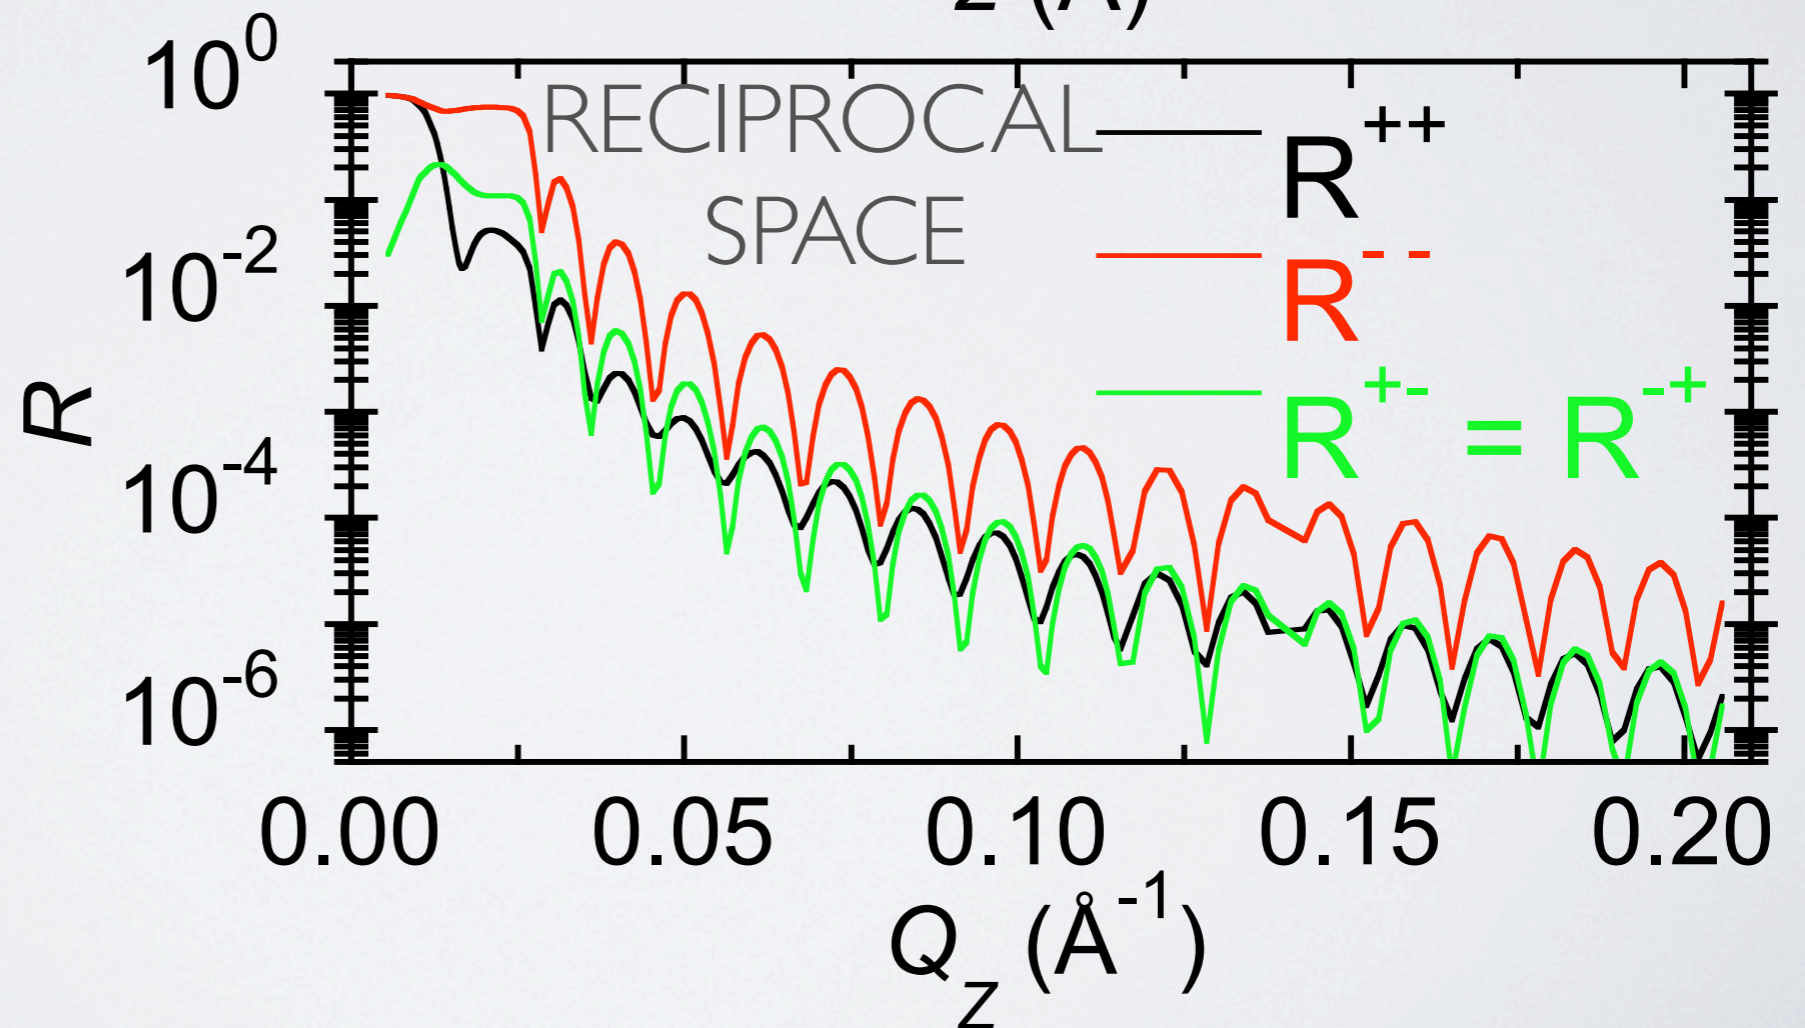 z (Å)
10^0
10^-2
10^-4
10^-6
R
RECIPROCAL
SPACE
R^++
R^- -
R^+- = R^-+
0.00 0.05 0.10 0.15 0.20
Q_z (Å^-1)